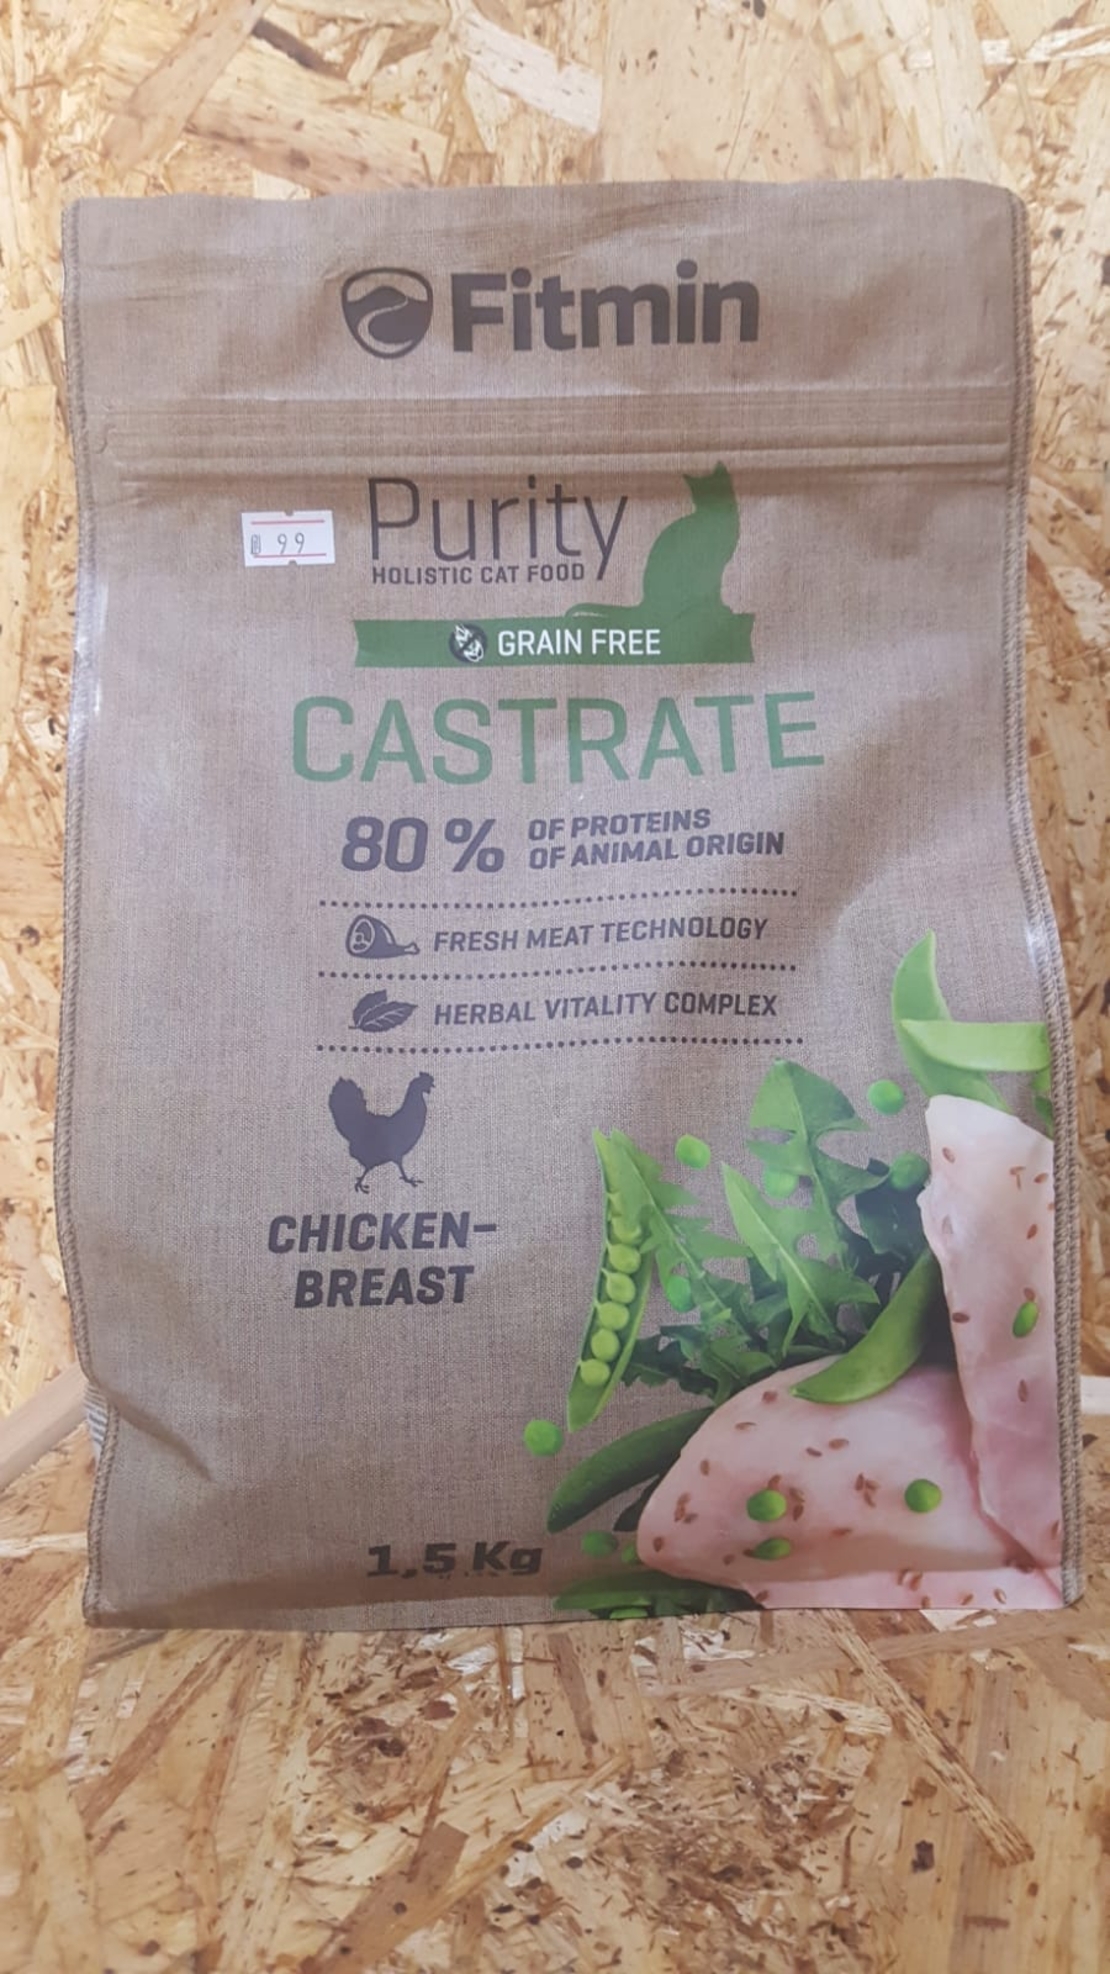 Fitmin
99
Purity
HOLISTIC CAT FOOD
GRAIN FREE
CASTRATE
80 % OF PROTEINS
OF ANIMAL ORIGIN
FRESH MEAT TECHNOLOGY
HERBAL VITALITY COMPLEX
CHICKEN-
BREAST
1,5 Kg